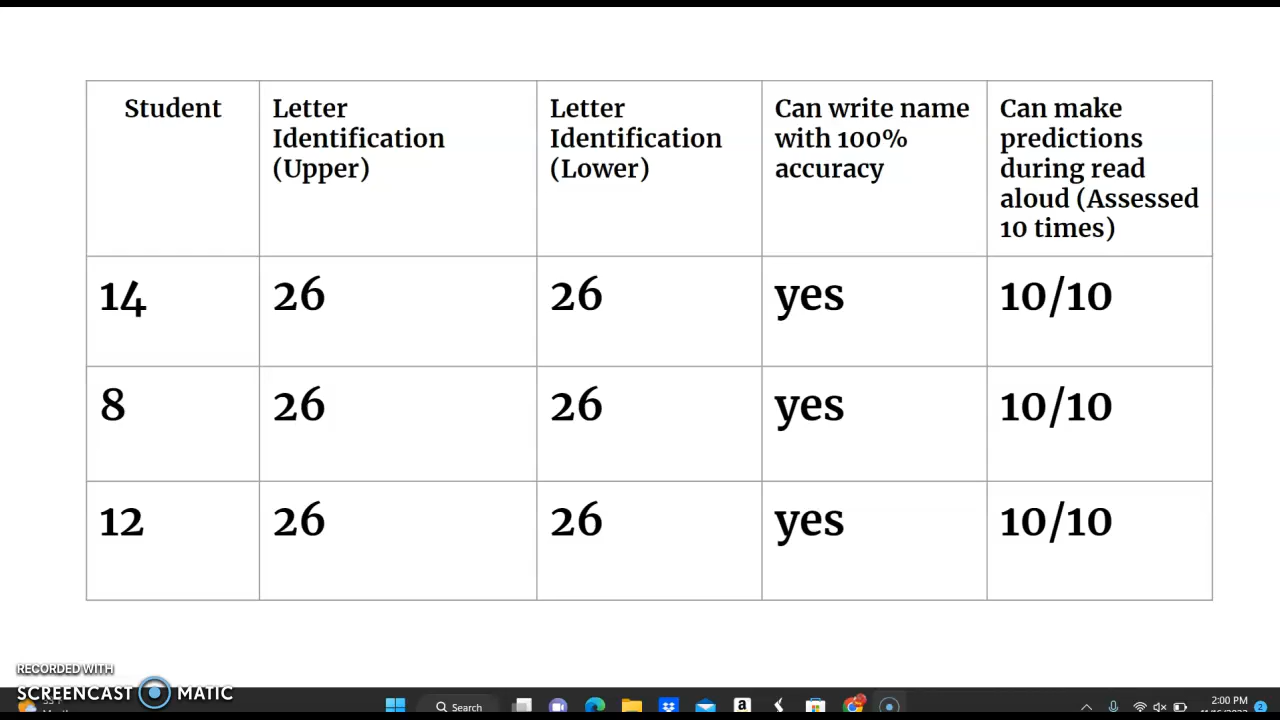 Student
Letter
Identification
(Upper)
Letter
Identification
(Lower)
Can write name
with 100%
accuracy
Can make
predictions
during read
aloud (Assessed
10 times)
14 26 26 yes 10/10
8 26 26 yes 10/10
12 26 26 yes 10/10
RECORDED WITH
SCREENCAST MATIC
Search
a
2:00 PM
2